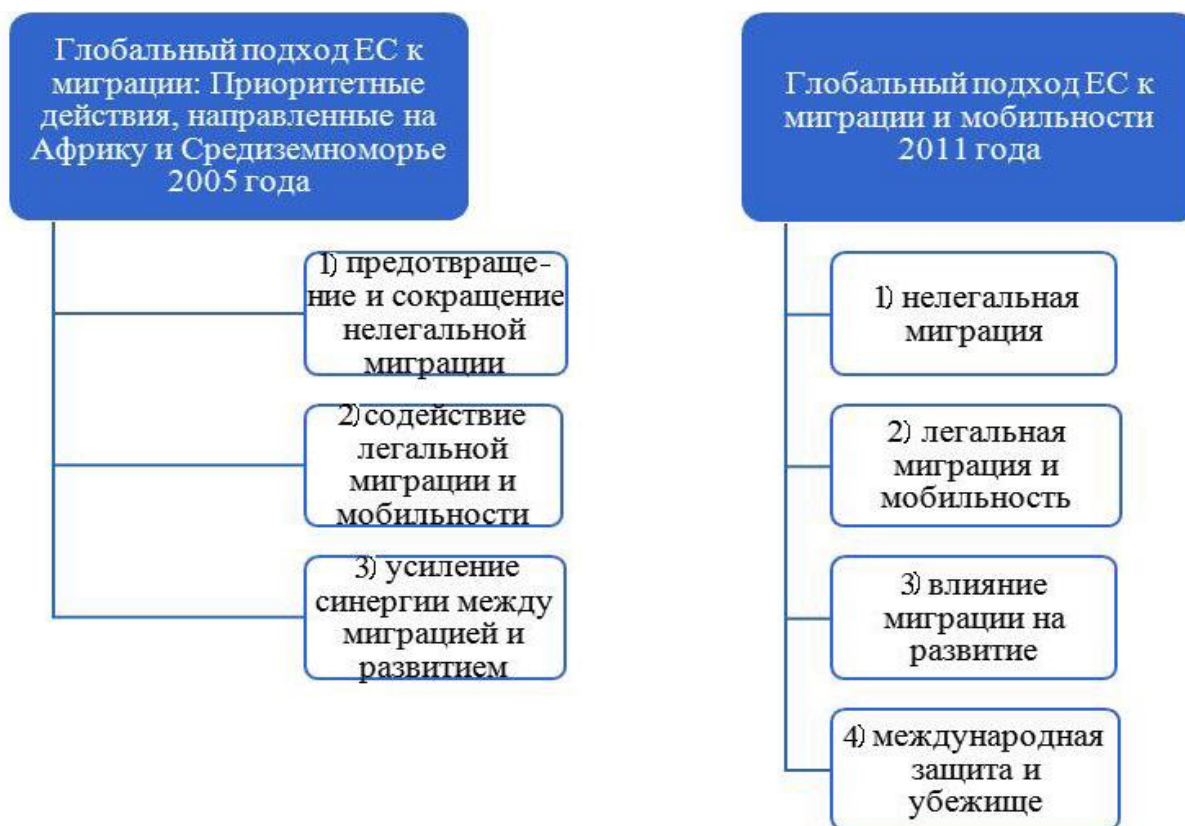 Глобальный подход ЕС к
миграции: Приоритетные
действия, направленные на
Африку и Средиземноморье
2005 года
1) предотвраще-
ние и сокращение
нелегальной
миграции
2) содействие
легальной
миграции и
мобильности
3) усиление
синергии между
миграцией и
развитием
Глобальный подход ЕС к
миграции и мобильности
2011 года
1) нелегальная
миграция
2) легальная
миграция и
мобильность
3) влияние
миграции на
развитие
4) международная
защита и
убежище